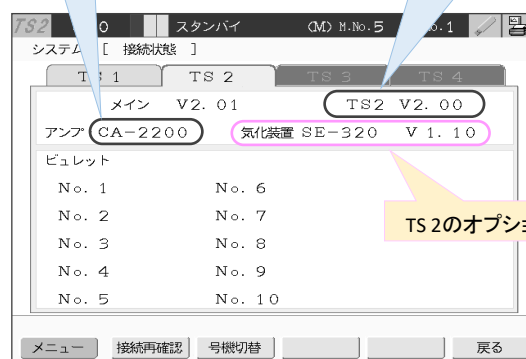 TS2 0 スタンバイ (M) M.No.5 o.1
システム [ 接続状態 ]
TS 1 TS 2 TS 3 TS 4
メイン V2. 01 TS2 V2. 00
アンプ CA−2200 気化装置 SE−320 V 1. 10
ビュレット
No. 1 No. 6
No. 2 No. 7
TS 2のオプショ
No. 3 No. 8
No. 4 No. 9
No. 5 No. 10
メニュー 接続再確認 号機切替 戻る